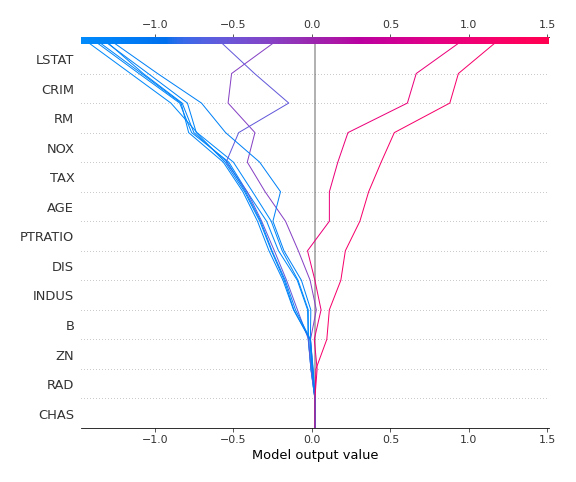 −1.0 −0.5 0.0 0.5 1.0 1.5
LSTAT
CRIM
RM
NOX
TAX
AGE
PTRATIO
DIS
INDUS
B
ZN
RAD
CHAS
−1.0 −0.5 0.0 0.5 1.0 1.5
Model output value